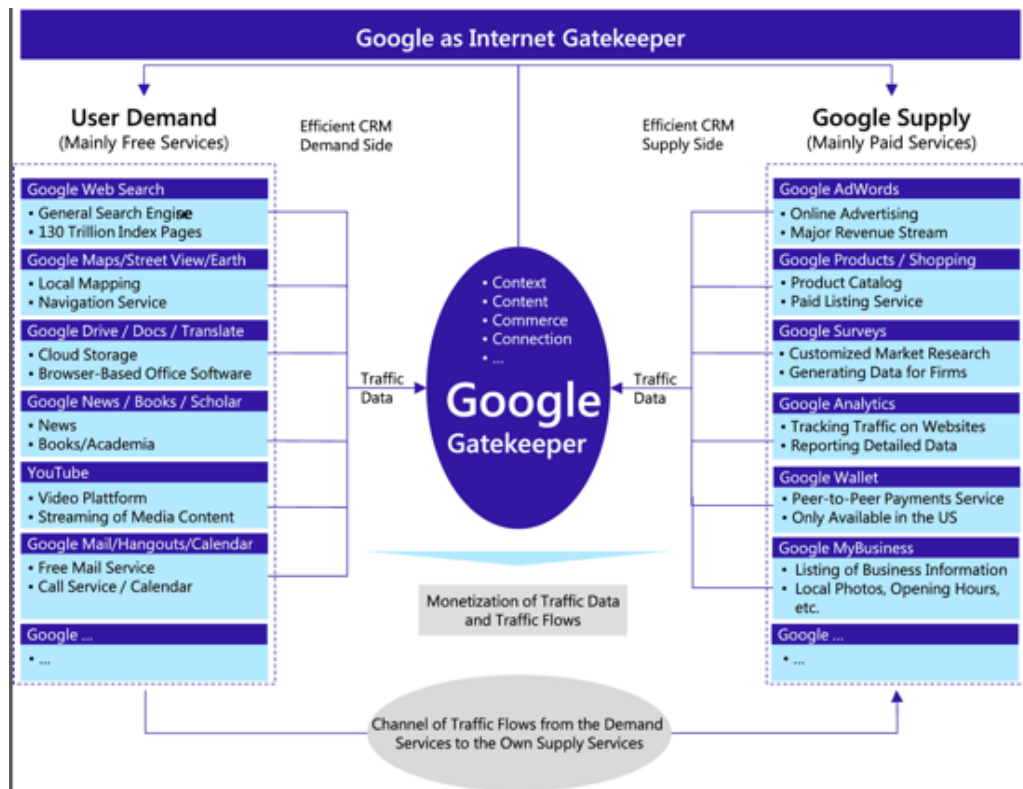 Google as Internet Gatekeeper
User Demand
(Mainly Free Services)
Efficient CRM
Demand Side
Efficient CRM
Supply Side
Google Supply
(Mainly Paid Services)
Google Web Search
• General Search Engine
• 130 Trillion Index Pages
Google Maps/Street View/Earth
• Local Mapping
• Navigation Service
Google Drive / Docs / Translate
• Cloud Storage
• Browser-Based Office Software
Google News / Books / Scholar
• News
• Books/Academia
YouTube
• Video Plattform
• Streaming of Media Content
Google Mail/Hangouts/Calendar
• Free Mail Service
• Call Service / Calendar
Google ...
• ...
Traffic
Data
• Context
• Content
• Commerce
• Connection
• ...
Google
Gatekeeper
Traffic
Data
Monetization of Traffic Data
and Traffic Flows
Google AdWords
• Online Advertising
• Major Revenue Stream
Google Products / Shopping
• Product Catalog
• Paid Listing Service
Google Surveys
• Customized Market Research
• Generating Data for Firms
Google Analytics
• Tracking Traffic on Websites
• Reporting Detailed Data
Google Wallet
• Peer-to-Peer Payments Service
• Only Available in the US
Google MyBusiness
• Listing of Business Information
• Local Photos, Opening Hours,
etc.
Google ...
• ...
Channel of Traffic Flows from the Demand
Services to the Own Supply Services